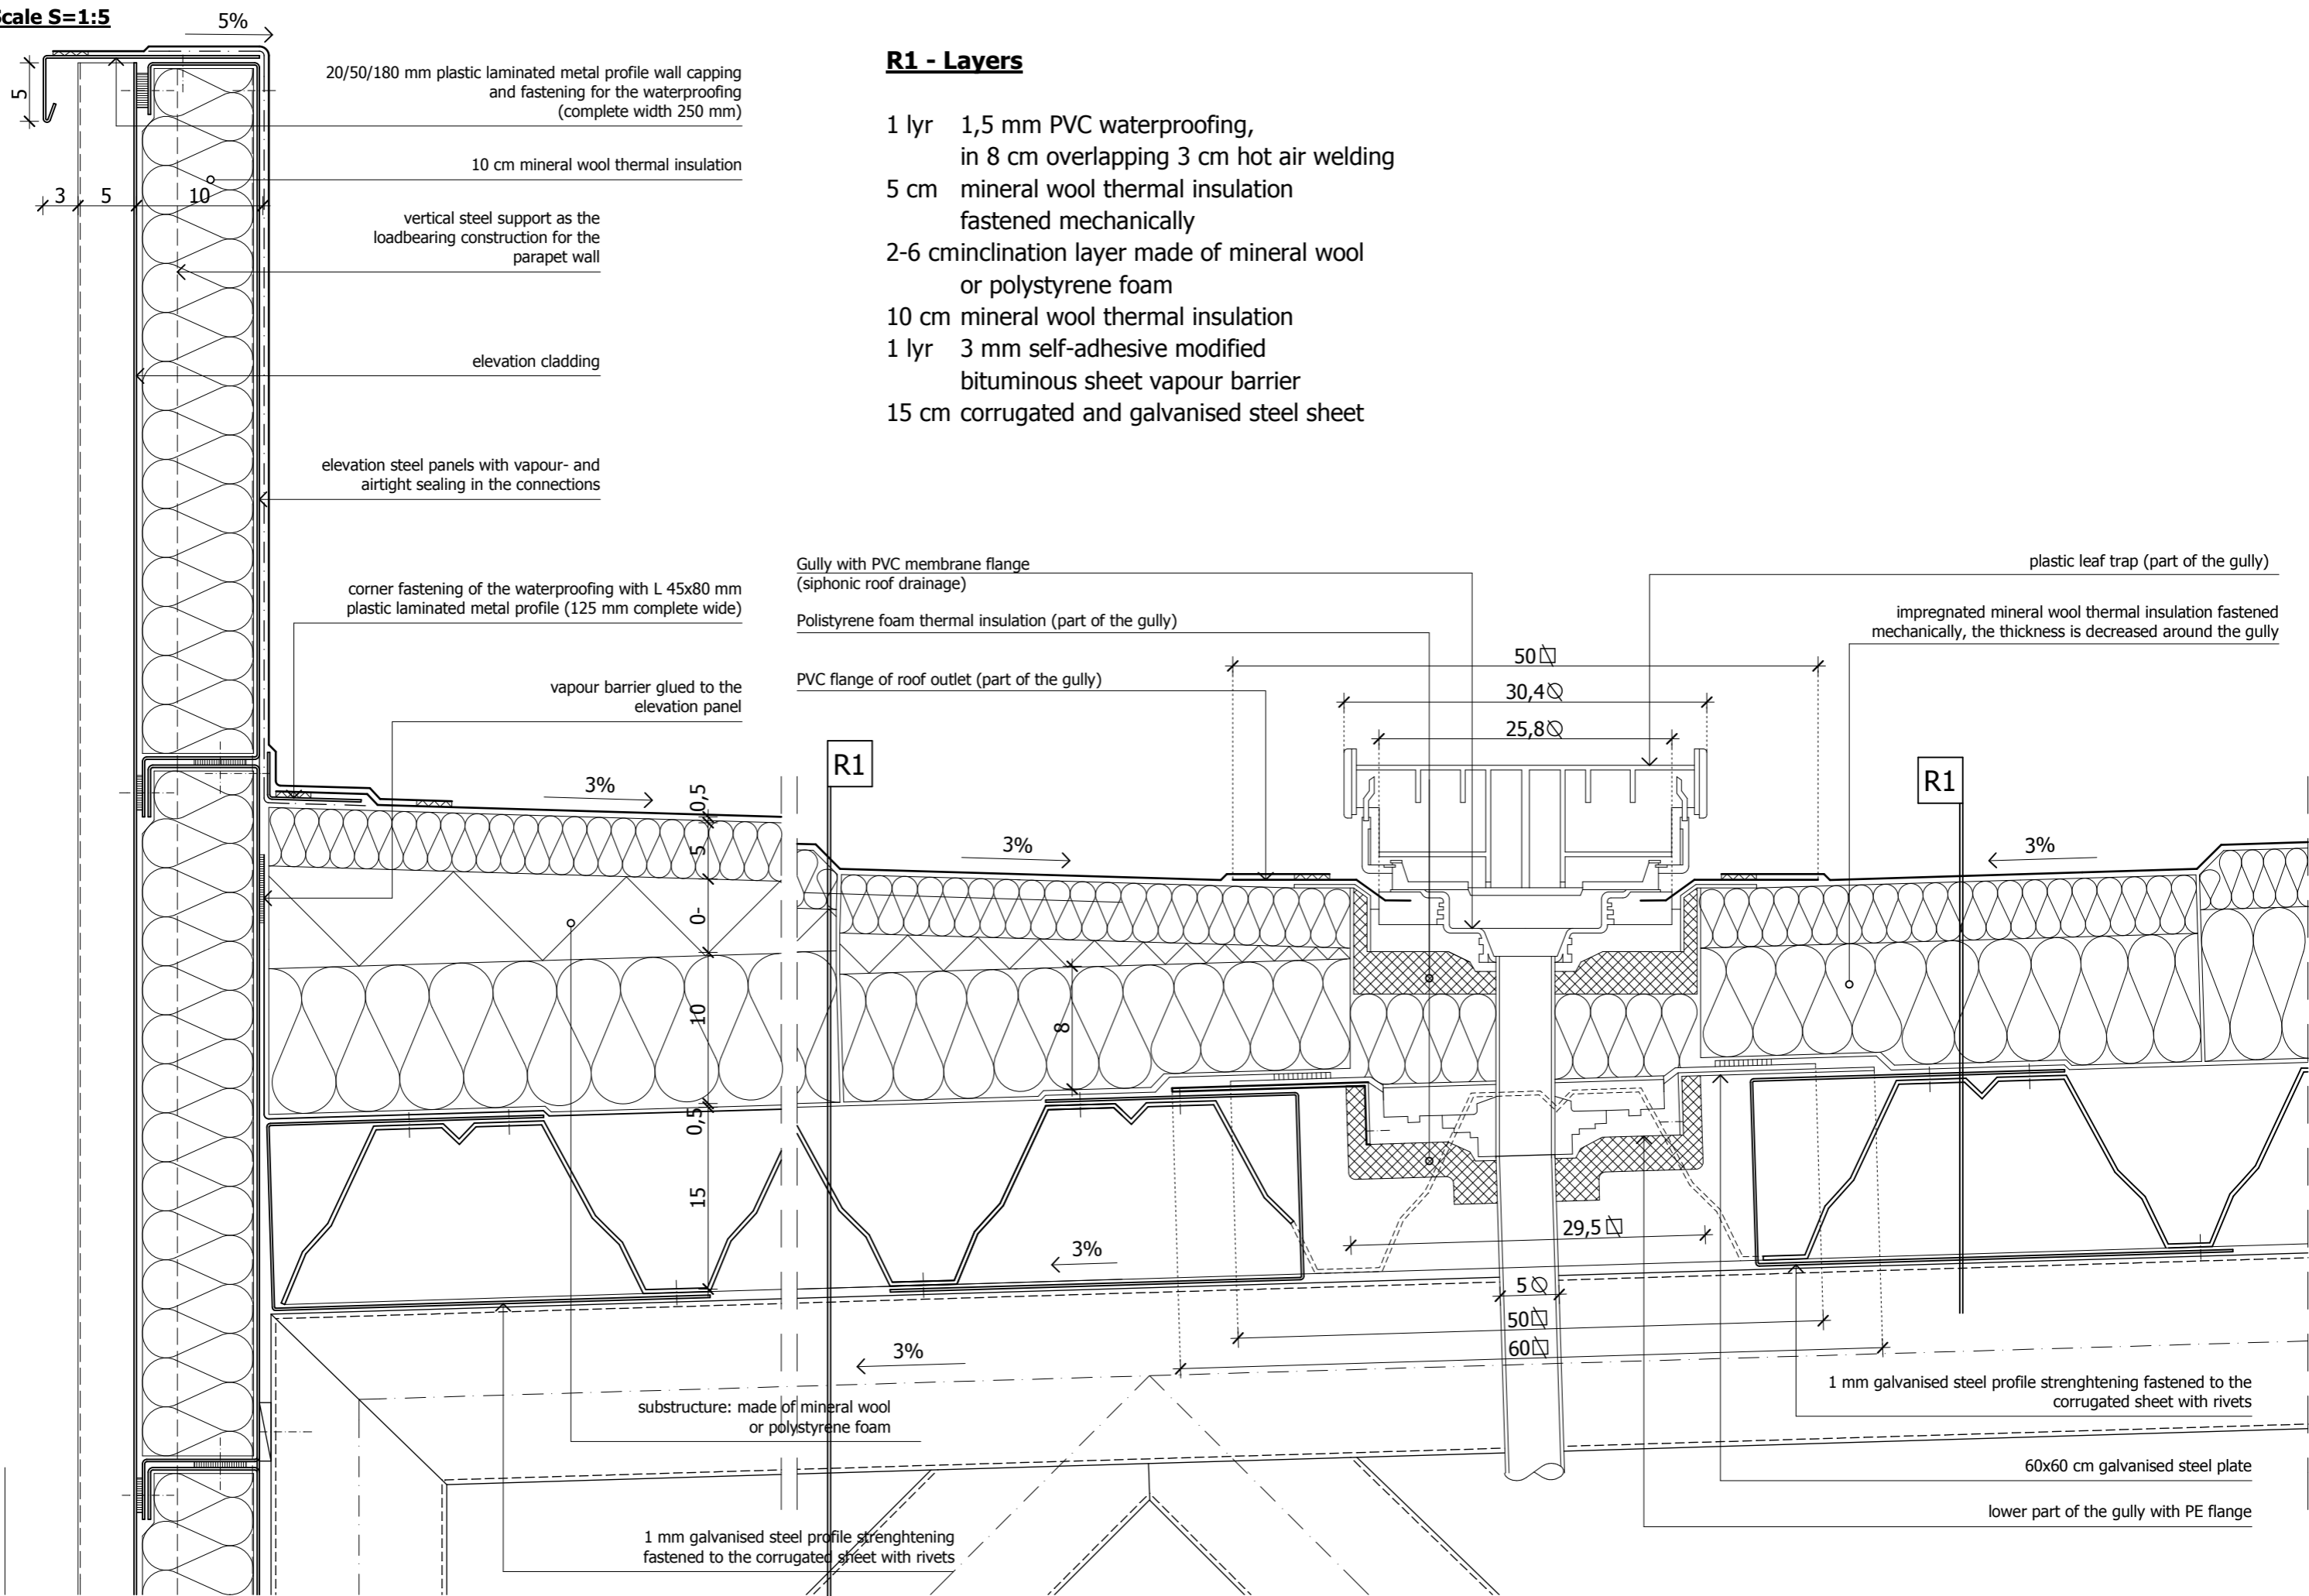 Scale S=1:5
5%
5
3
5
10
20/50/180 mm plastic laminated metal profile wall capping
and fastening for the waterproofing
(complete width 250 mm)
10 cm mineral wool thermal insulation
vertical steel support as the
loadbearing construction for the
parapet wall
elevation cladding
elevation steel panels with vapour- and
airtight sealing in the connections
corner fastening of the waterproofing with L 45x80 mm
plastic laminated metal profile (125 mm complete wide)
vapour barrier glued to the
elevation panel
R1 - Layers
1 lyr 1,5 mm PVC waterproofing,
in 8 cm overlapping 3 cm hot air welding
5 cm mineral wool thermal insulation
fastened mechanically
2-6 cminclination layer made of mineral wool
or polystyrene foam
10 cm mineral wool thermal insulation
1 lyr 3 mm self-adhesive modified
bituminous sheet vapour barrier
15 cm corrugated and galvanised steel sheet
Gully with PVC membrane flange
(siphonic roof drainage)
Polistyrene foam thermal insulation (part of the gully)
PVC flange of roof outlet (part of the gully)
plastic leaf trap (part of the gully)
impregnated mineral wool thermal insulation fastened
mechanically, the thickness is decreased around the gully
50
30,4
25,8
R1
R1
3%
3%
3%
0,5
5
0-
10
0,5
15
8
29,5
3%
5
50
60
3%
substructure: made of mineral wool
or polystyrene foam
1 mm galvanised steel profile strenghtening fastened to the
corrugated sheet with rivets
60x60 cm galvanised steel plate
lower part of the gully with PE flange
1 mm galvanised steel profile strenghtening
fastened to the corrugated sheet with rivets